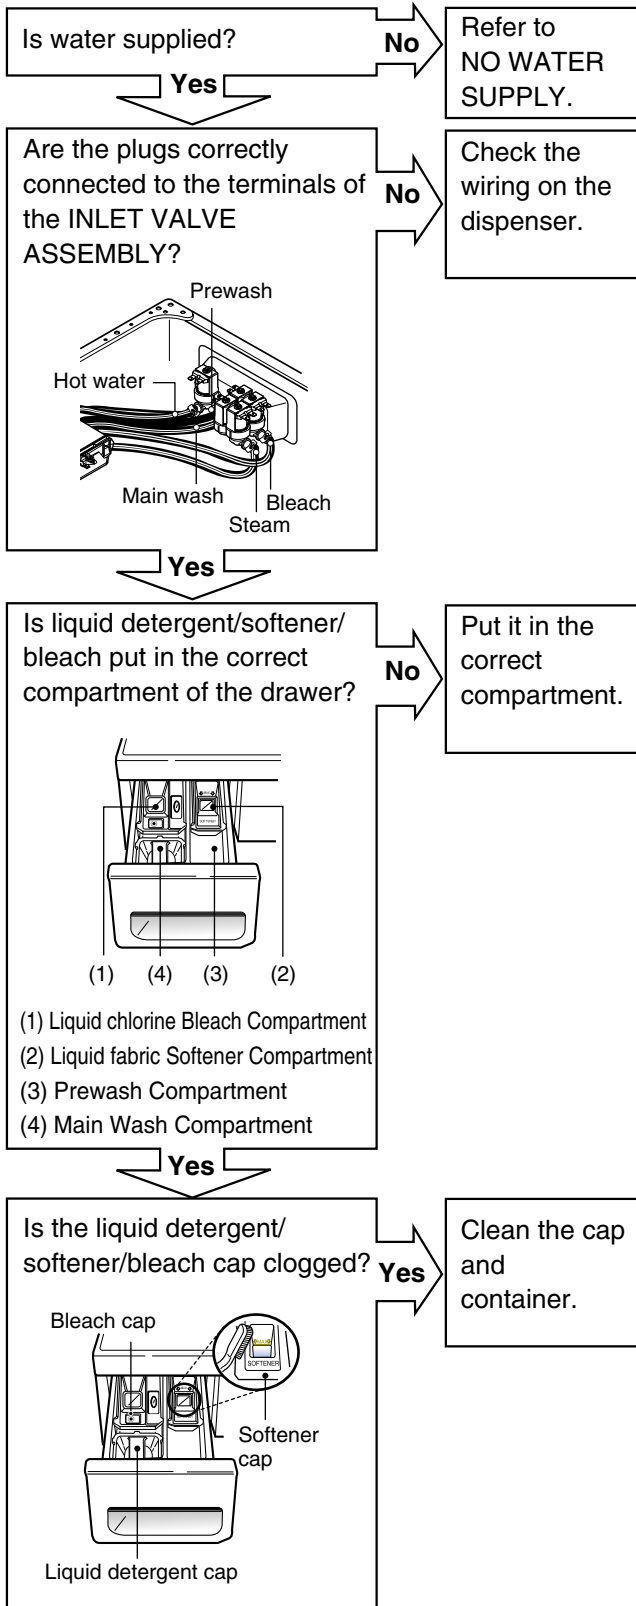 Is water supplied?
No
Refer to
NO WATER
SUPPLY.
Yes
Are the plugs correctly
connected to the terminals of
the INLET VALVE
ASSEMBLY?
No
Check the
wiring on the
dispenser.
Prewash
Hot water
Main wash
Bleach
Steam
Yes
Is liquid detergent/softener/
bleach put in the correct
compartment of the drawer?
No
Put it in the
correct
compartment.
SOFTENER
(1) (4) (3) (2)
(1) Liquid chlorine Bleach Compartment
(2) Liquid fabric Softener Compartment
(3) Prewash Compartment
(4) Main Wash Compartment
Yes
Is the liquid detergent/
softener/bleach cap clogged?
Yes
Clean the cap
and
container.
Bleach cap
MAX
SOFTENER
Softener
cap
Liquid detergent cap